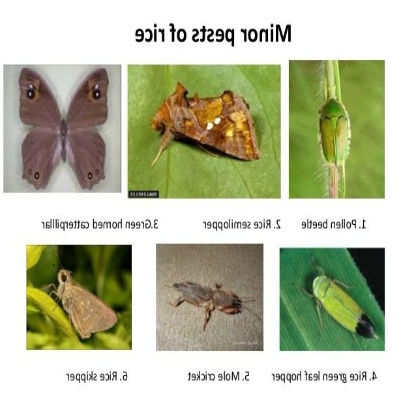 Minor pests of rice
1. Pollen beetle 2. Rice semilopper 3.Green horned catterpillar
4. Rice green leaf hopper 5. Mole cricket 6. Rice skipper